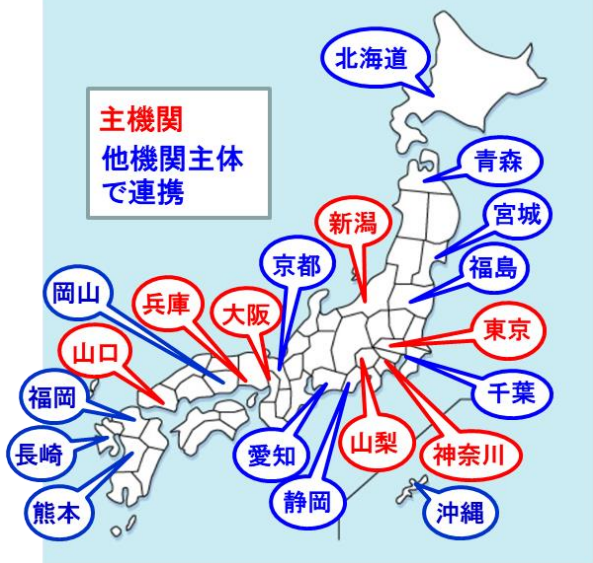 北海道
主機関
他機関主体
で連携
青森
宮城
新潟
京都
福島
岡山
兵庫
大阪
東京
山口
福岡
千葉
長崎
愛知
山梨
神奈川
静岡
熊本
沖縄